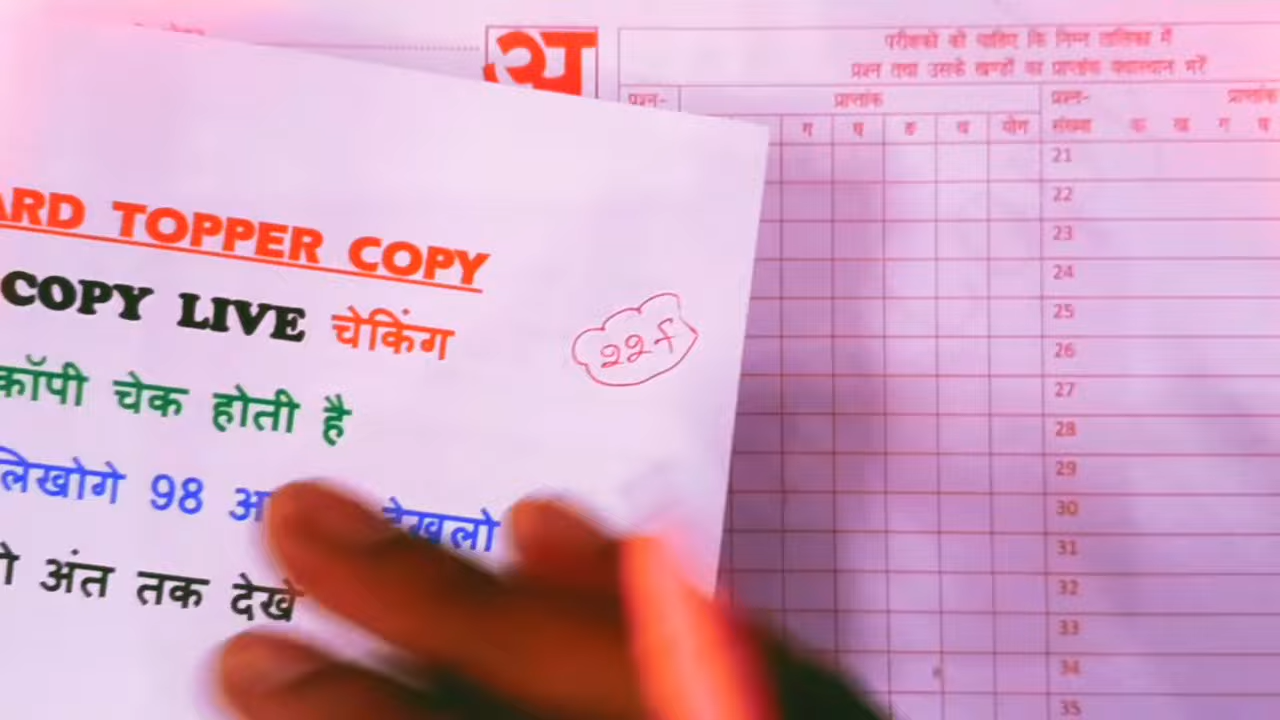 अ
परीक्षकों को चाहिए कि निम्न तालिका में
प्रश्न तथा उसके खण्डों का प्राप्तांक यथास्थान भरें
प्रश्न- प्राप्तांक प्रश्न- प्राप्तांक
ग घ ङ च योग संख्या क ख ग घ
21
22
23
24
25
26
27
28
29
30
31
32
33
34
35
ARD TOPPER COPY
COPY LIVE चेकिंग
कॉपी चेक होती है
लिखोगे 98 देखलो
अंत तक देखे